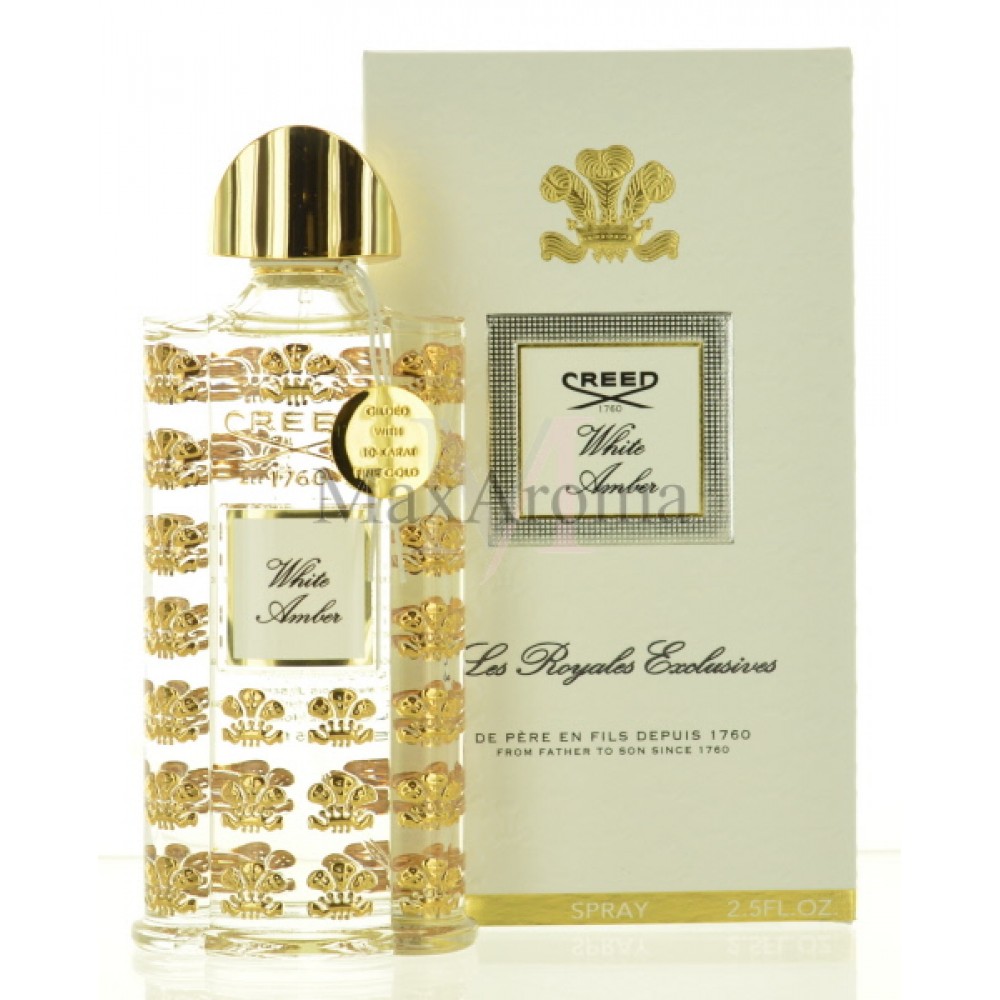 CREED
1760
White
Amber
Les Royales Exclusives
DE PÈRE EN FILS DEPUIS 1760
FROM FATHER TO SON SINCE 1760
SPRAY 2.5FL.OZ.
GILDED
WITH
KARAT
FINE GOLD
CREED
1760
White
Amber
MaxAroma